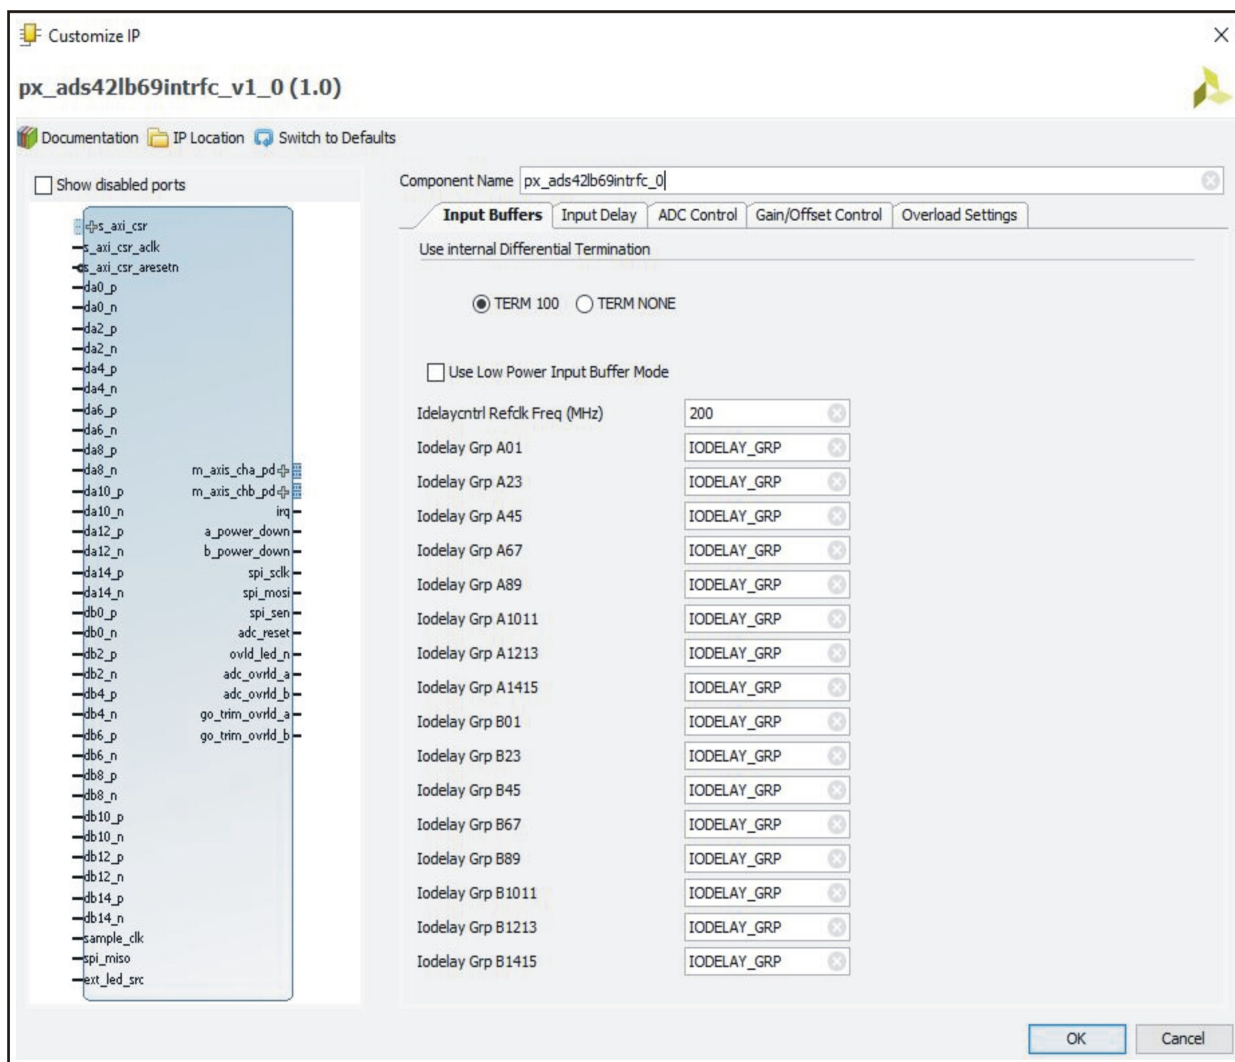 Customize IP
px_ads42lb69intrfc_v1_0 (1.0)
Documentation IP Location Switch to Defaults
Show disabled ports
s_axi_csr
s_axi_csr_aclk
s_axi_csr_aresetn
da0_p
da0_n
da2_p
da2_n
da4_p
da4_n
da6_p
da6_n
da8_p
da8_n m_axis_cha_pd
da10_p m_axis_chb_pd
da10_n irq
da12_p a_power_down
da12_n b_power_down
da14_p spi_sclk
da14_n spi_mosi
db0_p spi_sen
db0_n adc_reset
db2_p ovld_led_n
db2_n adc_ovrld_a
db4_p adc_ovrld_b
db4_n go_trim_ovrld_a
db6_p go_trim_ovrld_b
db6_n
db8_p
db8_n
db10_p
db10_n
db12_p
db12_n
db14_p
db14_n
sample_clk
spi_miso
ext_led_src
Component Name px_ads42lb69intrfc_0
Input Buffers Input Delay ADC Control Gain/Offset Control Overload Settings
Use internal Differential Termination
TERM 100 TERM NONE
Use Low Power Input Buffer Mode
Idelaycntrl Refclk Freq (MHz) 200
Iodelay Grp A01 IODELAY_GRP
Iodelay Grp A23 IODELAY_GRP
Iodelay Grp A45 IODELAY_GRP
Iodelay Grp A67 IODELAY_GRP
Iodelay Grp A89 IODELAY_GRP
Iodelay Grp A1011 IODELAY_GRP
Iodelay Grp A1213 IODELAY_GRP
Iodelay Grp A1415 IODELAY_GRP
Iodelay Grp B01 IODELAY_GRP
Iodelay Grp B23 IODELAY_GRP
Iodelay Grp B45 IODELAY_GRP
Iodelay Grp B67 IODELAY_GRP
Iodelay Grp B89 IODELAY_GRP
Iodelay Grp B1011 IODELAY_GRP
Iodelay Grp B1213 IODELAY_GRP
Iodelay Grp B1415 IODELAY_GRP
OK Cancel